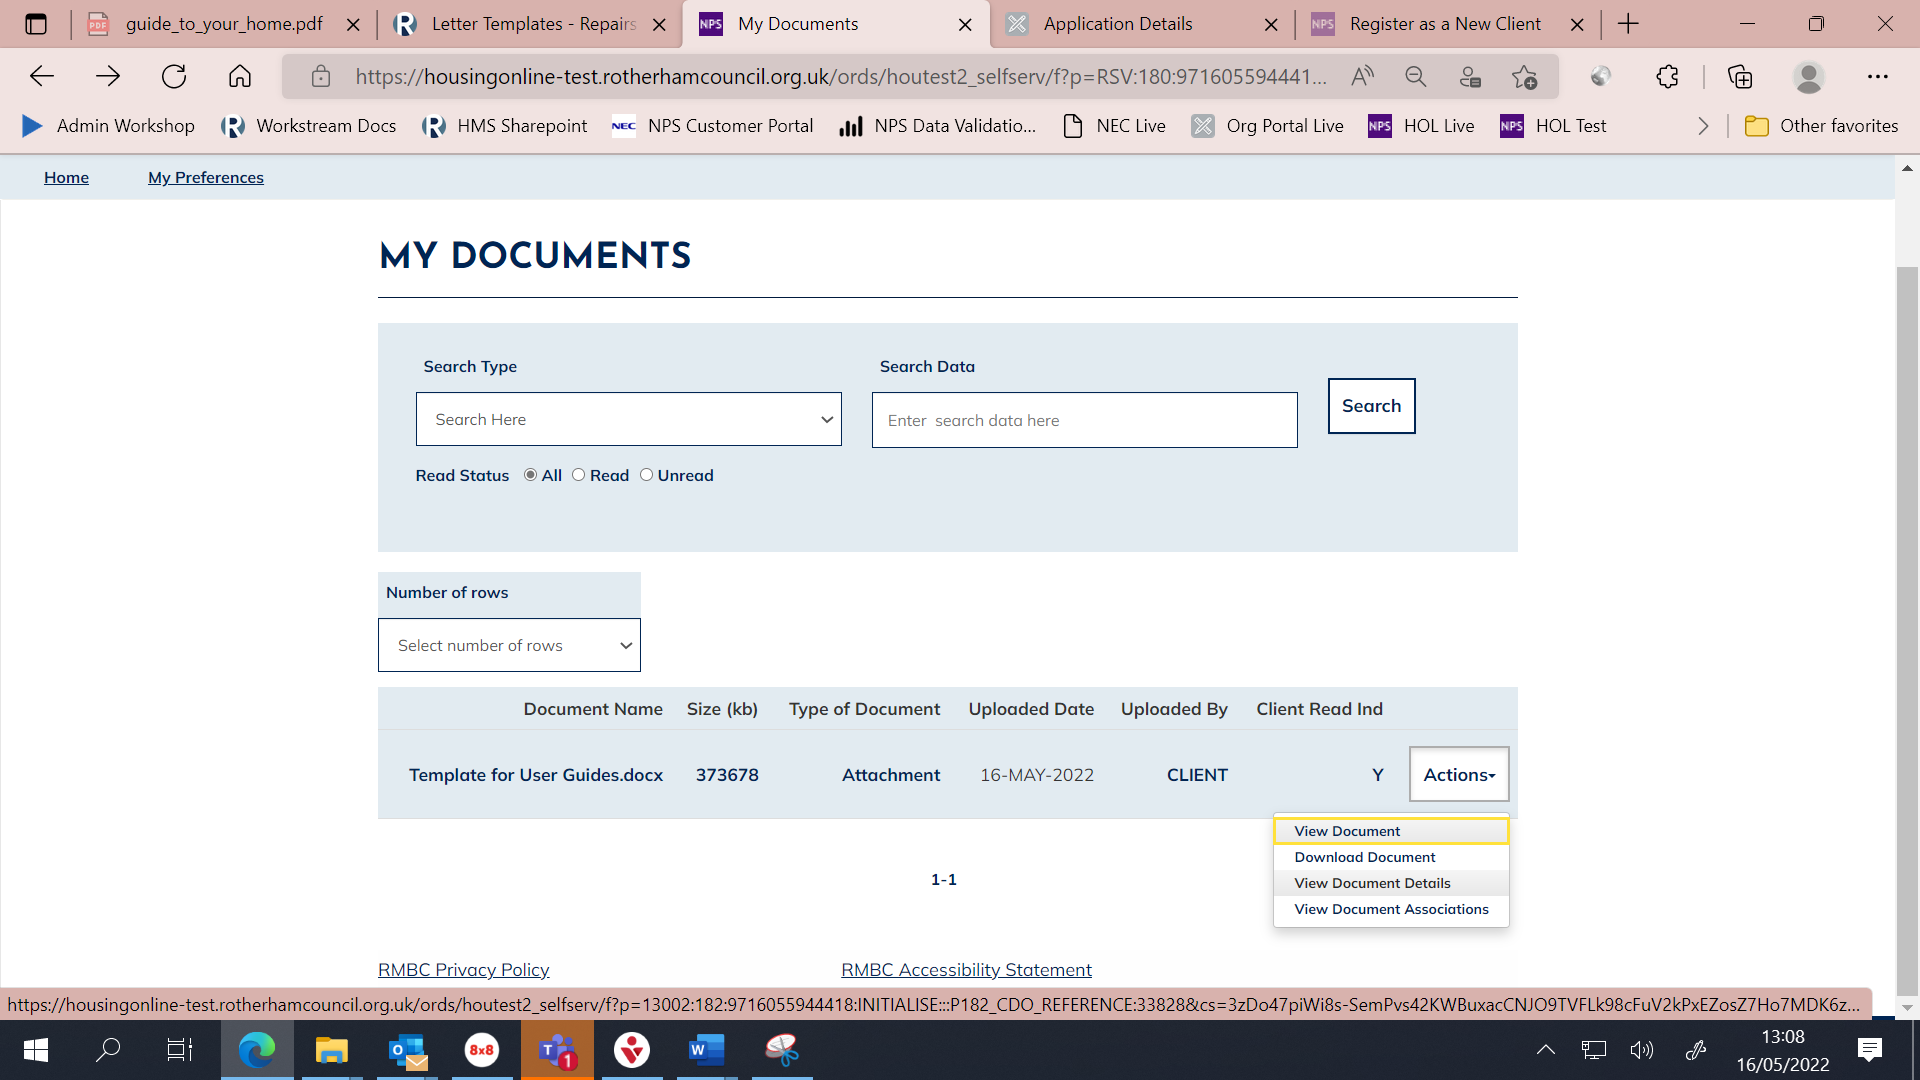 guide_to_your_home.pdf
Letter Templates - Repairs
NPS
My Documents
Application Details
NPS
Register as a New Client
https://housingonline-test.rotherhamcouncil.org.uk/ords/houtest2_selfserv/f?p=RSV:180:971605594441...
Admin Workshop
Workstream Docs
HMS Sharepoint
NEC NPS Customer Portal
NPS Data Validatio...
NEC Live
Organ Portal Live
NPS HOL Live
NPS HOL Test
Other favorites
Home
My Preferences
MY DOCUMENTS
Search Type
Search Data
Search Here
Enter search data here
Search
Read Status All Read Unread
Number of rows
Select number of rows
Document Name Size (kb) Type of Document Uploaded Date Uploaded By Client Read Ind
Template for User Guides.docx 373678 Attachment 16-MAY-2022 CLIENT Y Actions
View Document
Download Document
View Document Details
View Document Associations
1-1
RMBC Privacy Policy
RMBC Accessibility Statement
https://housingonline-test.rotherhamcouncil.org.uk/ords/houtest2_selfserv/f?p=13002:182:9716055944418:INITIALISE:::P182_CDO_REFERENCE:33828&cs=3zDo47piWi8s-SemPvs42KWBuxacCNJO9TVFLk98cFuV2kPxEZosZ7Ho7MDK6z...
8x8
1
13:08
16/05/2022